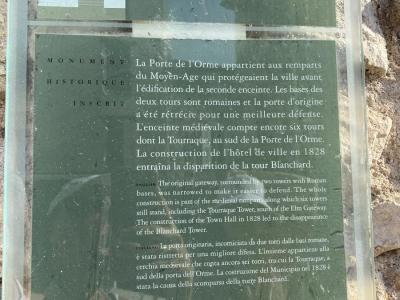 MONUMENT
HISTORIQUE
INSCRIT
La Porte de l'Orme appartient aux remparts
du Moyen-Age qui protégeaient la ville avant
l'édification de la seconde enceinte. Les bases des
deux tours sont romaines et la porte d'origine
a été rétrécie pour une meilleure défense.
L'enceinte médiévale compte encore six tours
dont la Tourraque, au sud de la Porte de l'Orme.
La construction de l'hôtel de ville en 1828
entraîna la disparition de la tour Blanchard.
ENGLISH The original gateway, surrounded by two towers with Roman
bases, was narrowed to make it easier to defend. The whole
construction is part of the medieval ramparts along which six towers
still stand, including the Tourraque Tower, south of the Elm Gateway.
The construction of the Town Hall in 1828 led to the disappearance
of the Blanchard Tower.
ITALIANO La porta originaria, incorniciata di due torri dalle basi romane,
è stata ristretta per una migliore difesa. L'insieme appartiene alla
cerchia medievale che conta ancora sei torri, tra cui la Tourraque, a
sud della porta dell'Orme. La costruzione del Municipio nel 1828 è
stata la causa della scomparsa della torre Blanchard.